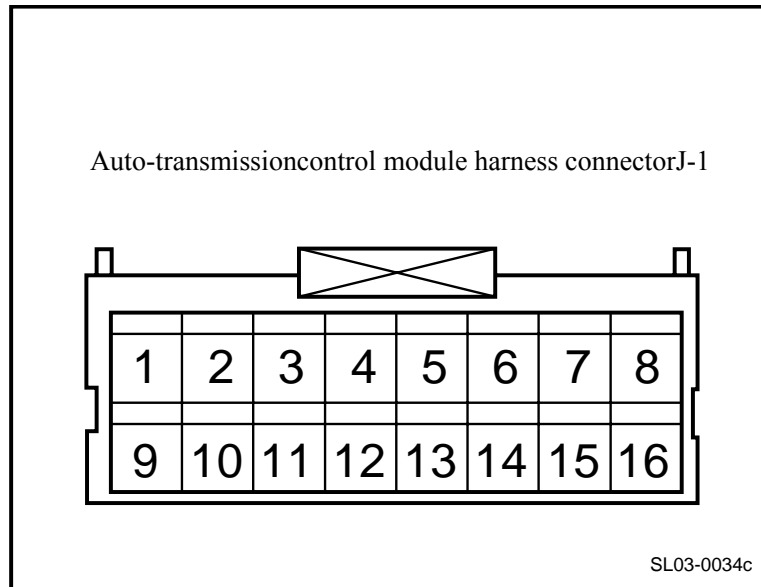 Auto-transmissioncontrol module harness connectorJ-1
1 2 3 4 5 6 7 8
9 10 11 12 13 14 15 16
SL03-0034c